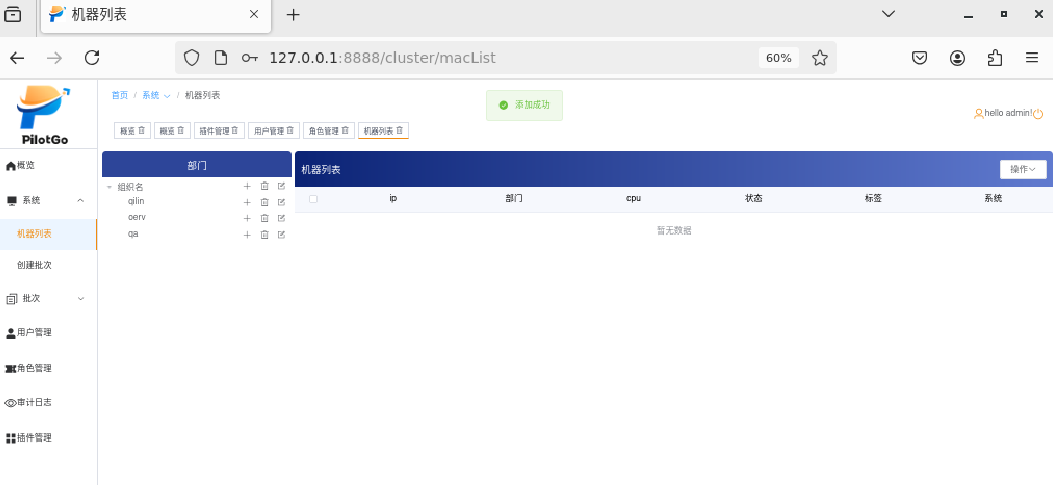 机器列表
127.0.0.1:8888/cluster/macList
60%
首页 / 系统 / 机器列表
添加成功
hello admin!
PilotGo
概览
概览
插件管理
用户管理
角色管理
机器列表
概览
系统
机器列表
创建批次
批次
用户管理
角色管理
审计日志
插件管理
部门
组织名
qilin
oerv
qa
机器列表
操作
ip 部门 cpu 状态 标签 系统
暂无数据